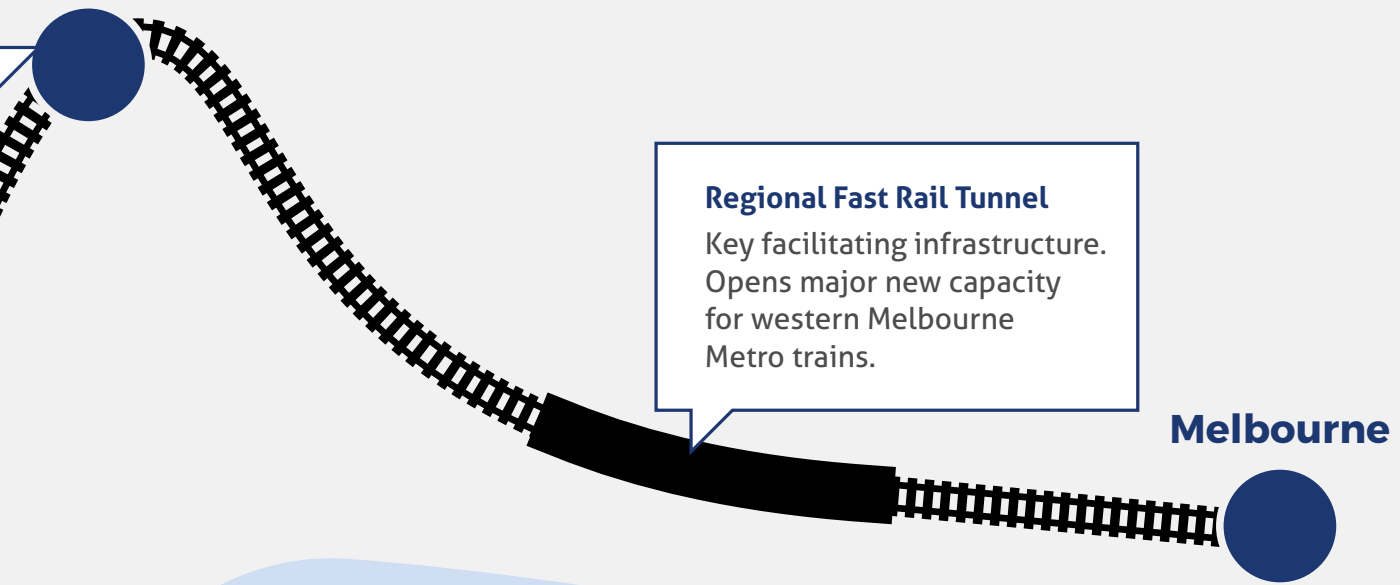 Regional Fast Rail Tunnel
Key facilitating infrastructure.
Opens major new capacity
for western Melbourne
Metro trains.
Melbourne